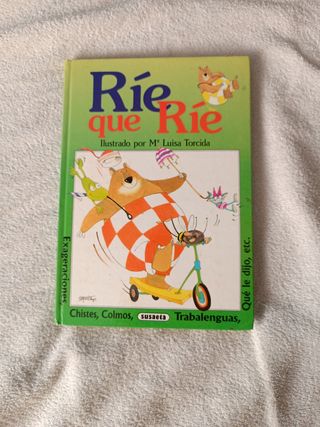 Ríe
que Ríe
Ilustrado por Mª Luisa Torcida
Exageraciones,
Chistes, Colmos,
susaeta
Trabalenguas,
Qué le dijo, etc.